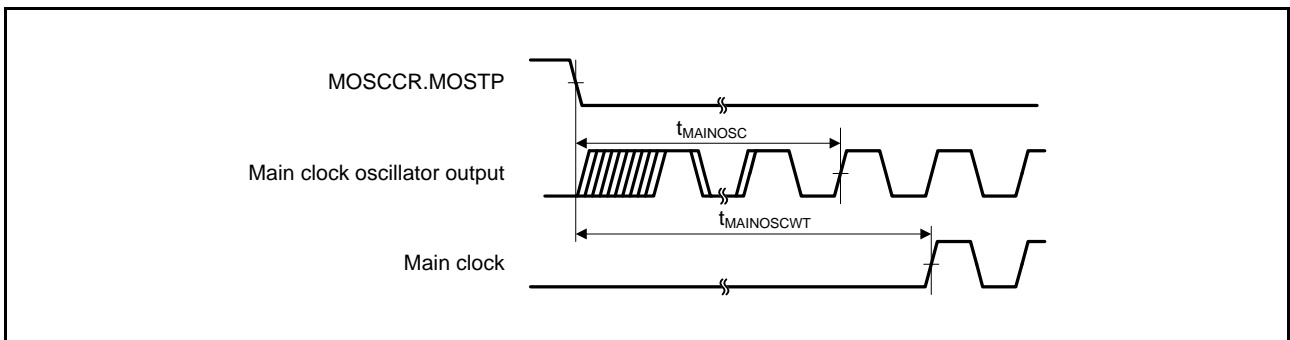 MOSCCR.MOSTP
tMAINOSC
Main clock oscillator output
tMAINOSCWT
Main clock